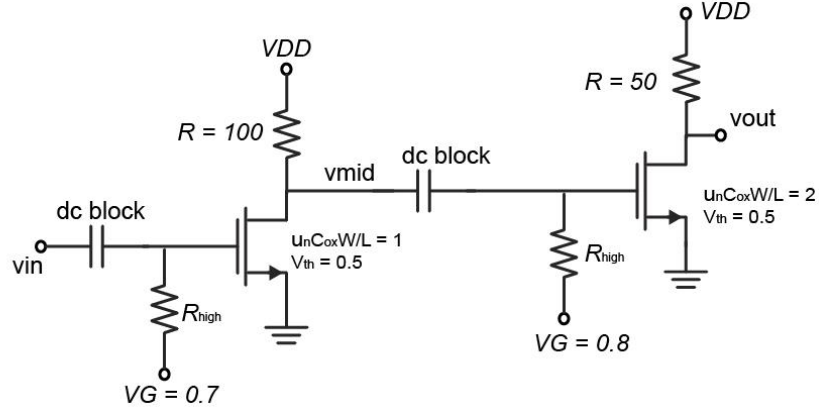 VDD
R = 100
dc block
vin
Rhigh
VG = 0.7
unCoxW/L = 1
Vth = 0.5
vmid
dc block
Rhigh
VG = 0.8
VDD
R = 50
vout
unCoxW/L = 2
Vth = 0.5